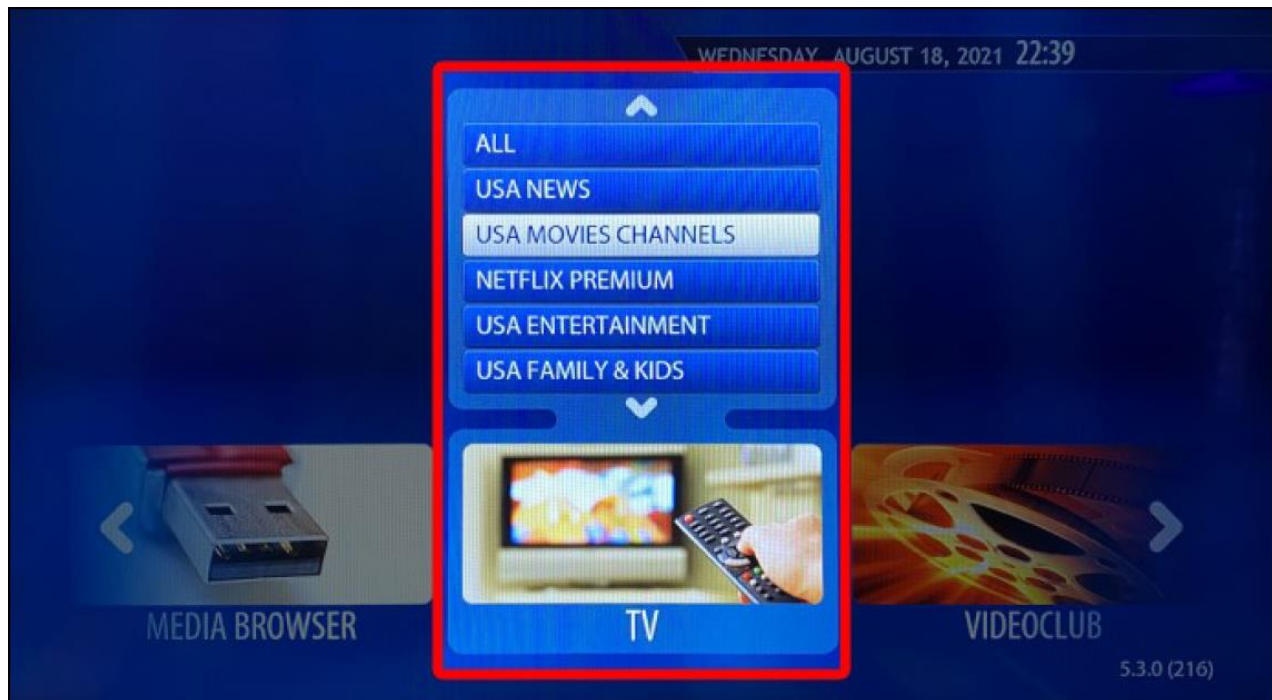 WEDNESDAY, AUGUST 18, 2021 22:39
ALL
USA NEWS
USA MOVIES CHANNELS
NETFLIX PREMIUM
USA ENTERTAINMENT
USA FAMILY & KIDS
MEDIA BROWSER
TV
VIDEOCLUB
5.3.0 (216)